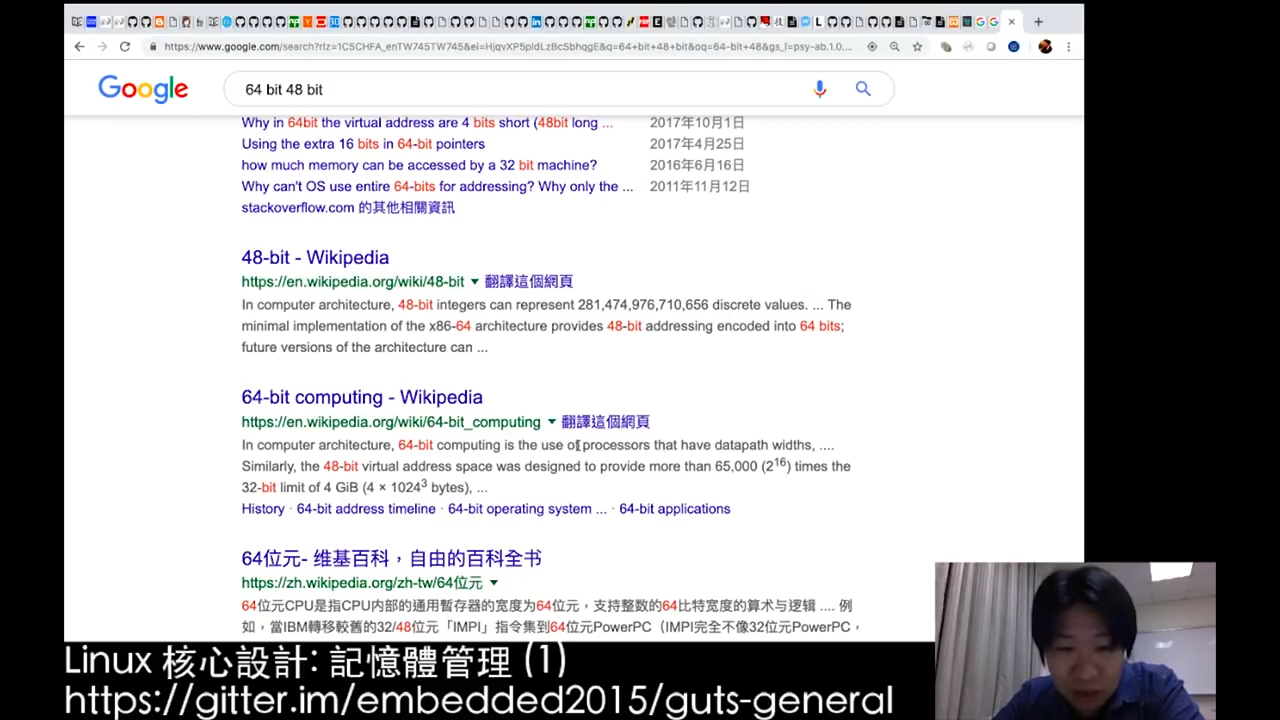 https://www.google.com/search?rlz=1C5CHFA_enTW745TW745&ei=HjqvXP5pIdLzBcSbhqgE&q=64+bit+48+bit&oq=64-bit+48&gs_l=psy-ab.1.0....
Google
64 bit 48 bit
Why in 64bit the virtual address are 4 bits short (48bit long ... 2017年10月1日
Using the extra 16 bits in 64-bit pointers 2017年4月25日
how much memory can be accessed by a 32 bit machine? 2016年6月16日
Why can't OS use entire 64-bits for addressing? Why only the ... 2011年11月12日
stackoverflow.com 的其他相關資訊
48-bit - Wikipedia
https://en.wikipedia.org/wiki/48-bit 翻譯這個網頁
In computer architecture, 48-bit integers can represent 281,474,976,710,656 discrete values. ... The
minimal implementation of the x86-64 architecture provides 48-bit addressing encoded into 64 bits;
future versions of the architecture can ...
64-bit computing - Wikipedia
https://en.wikipedia.org/wiki/64-bit_computing 翻譯這個網頁
In computer architecture, 64-bit computing is the use of processors that have datapath widths, ....
Similarly, the 48-bit virtual address space was designed to provide more than 65,000 (2¹⁶) times the
32-bit limit of 4 GiB (4 × 1024³ bytes), ...
History · 64-bit address timeline · 64-bit operating system ... · 64-bit applications
64位元- 维基百科，自由的百科全书
https://zh.wikipedia.org/zh-tw/64位元
64位元CPU是指CPU内部的通用暫存器的宽度为64位元，支持整数的64比特宽度的算术与逻辑 .... 例
如，當IBM轉移較舊的32/48位元「IMPI」指令集到64位元PowerPC（IMPI完全不像32位元PowerPC，
Linux 核心設計: 記憶體管理 (1)
https://gitter.im/embedded2015/guts-general